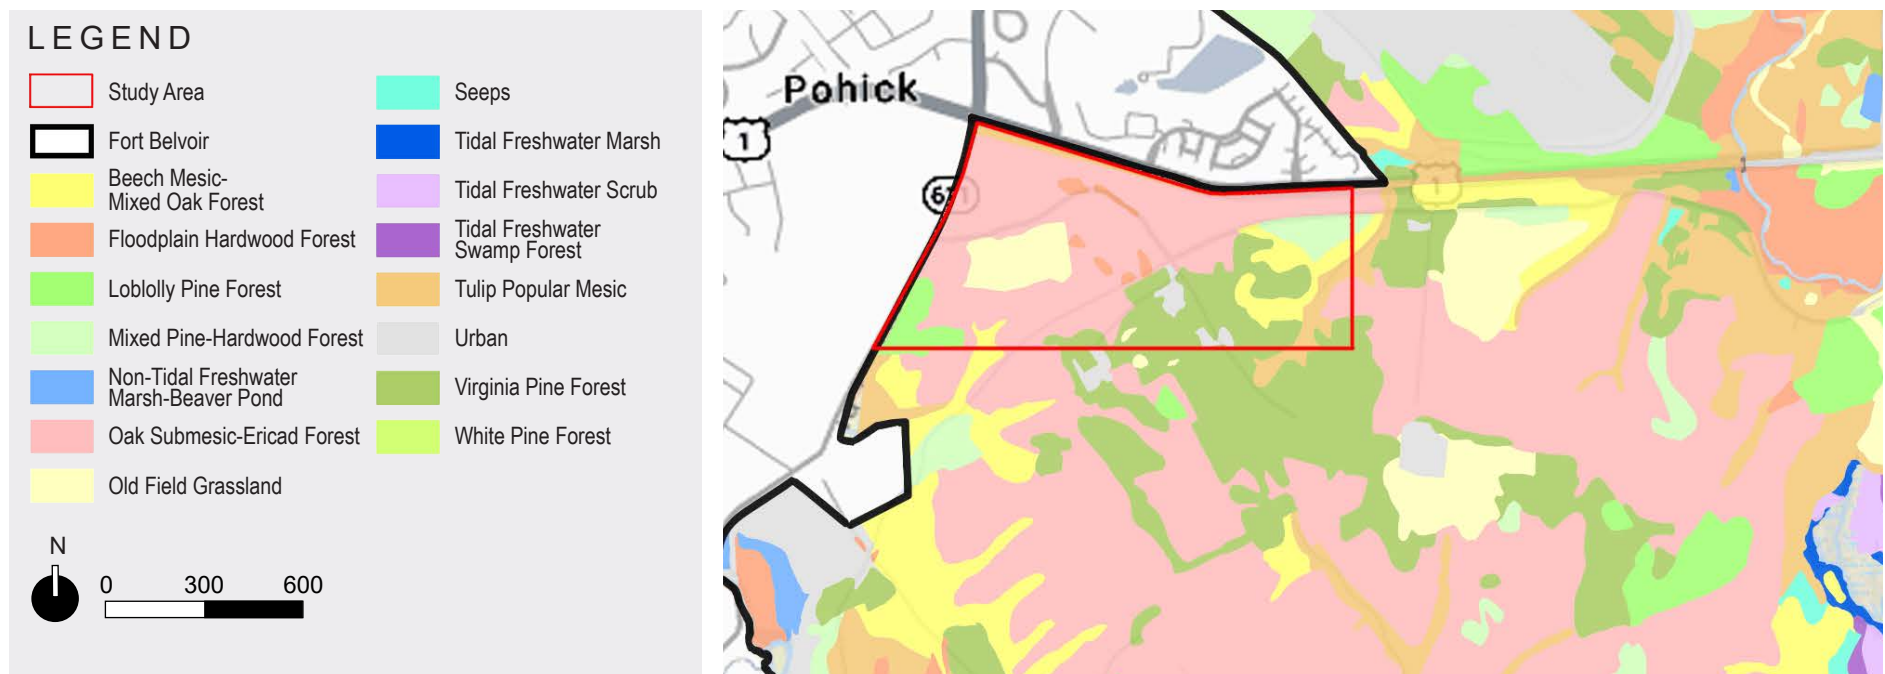 LEGEND
Study Area
Fort Belvoir
Beech Mesic-
Mixed Oak Forest
Floodplain Hardwood Forest
Loblolly Pine Forest
Mixed Pine-Hardwood Forest
Non-Tidal Freshwater
Marsh-Beaver Pond
Oak Submesic-Ericad Forest
Old Field Grassland
Seeps
Tidal Freshwater Marsh
Tidal Freshwater Scrub
Tidal Freshwater
Swamp Forest
Tulip Popular Mesic
Urban
Virginia Pine Forest
White Pine Forest
N
0 300 600
Pohick
1
1